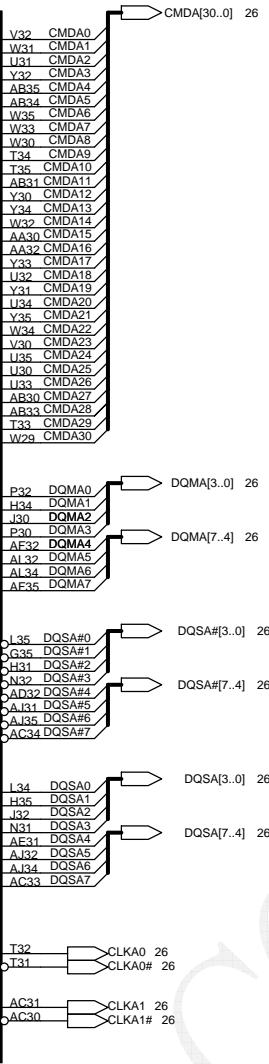 CMDA[30..0] 26
V32 CMDA0
W31 CMDA1
U31 CMDA2
Y32 CMDA3
AB35 CMDA4
AB34 CMDA5
W35 CMDA6
W33 CMDA7
W30 CMDA8
T34 CMDA9
T35 CMDA10
AB31 CMDA11
Y30 CMDA12
Y34 CMDA13
W32 CMDA14
AA30 CMDA15
AA32 CMDA16
Y33 CMDA17
U32 CMDA18
Y31 CMDA19
U34 CMDA20
Y35 CMDA21
W34 CMDA22
V30 CMDA23
U35 CMDA24
U30 CMDA25
U33 CMDA26
AB30 CMDA27
AB33 CMDA28
T33 CMDA29
W29 CMDA30
DQMA[3..0] 26
P32 DQMA0
H34 DQMA1
J30 DQMA2
P30 DQMA3
DQMA[7..4] 26
AF32 DQMA4
AL32 DQMA5
AL34 DQMA6
AF35 DQMA7
DQSA#[3..0] 26
L35 DQSA#0
G35 DQSA#1
H31 DQSA#2
N32 DQSA#3
DQSA#[7..4] 26
AD32 DQSA#4
AJ31 DQSA#5
AJ35 DQSA#6
AC34 DQSA#7
DQSA[3..0] 26
L34 DQSA0
H35 DQSA1
J32 DQSA2
N31 DQSA3
DQSA[7..4] 26
AE31 DQSA4
AJ32 DQSA5
AJ34 DQSA6
AC33 DQSA7
T32 CLKA0 26
T31 CLKA0# 26
AC31 CLKA1 26
AC30 CLKA1# 26